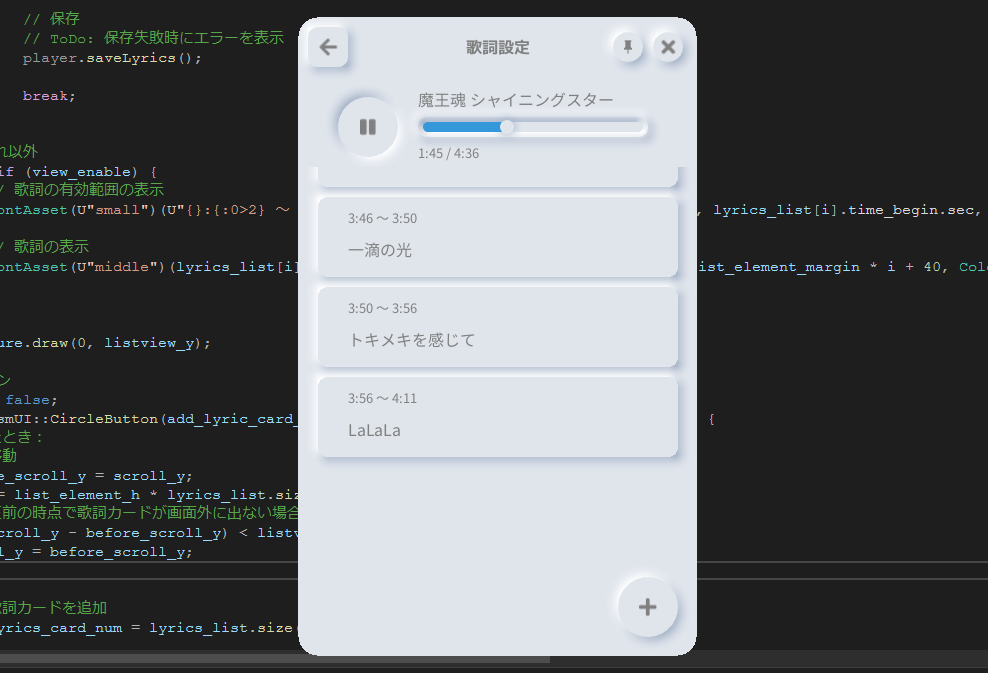 // 保存
// ToDo: 保存失敗時にエラーを表示
player.saveLyrics();
break;
れ以外
if (view_enable) {
/ 歌詞の有効範囲の表示
ontAsset(U"small")(U"{}:{:0>2} ～
, lyrics_list[i].time_begin.sec,
/ 歌詞の表示
ontAsset(U"middle")(lyrics_list[i]
ist_element_margin * i + 40, Colo
ure.draw(0, listview_y);
ン
false;
smUI::CircleButton(add_lyric_card_
{
とき：
移動
e_scroll_y = scroll_y;
= list_element_h * lyrics_list.siz
前の時点で歌詞カードが画面外に出ない場合
croll_y - before_scroll_y) < listv
l_y = before_scroll_y;
歌詞カードを追加
yrics_card_num = lyrics_list.size(
歌詞設定
魔王魂 シャイニングスター
1:45 / 4:36
3:46 ～ 3:50
一滴の光
3:50 ～ 3:56
トキメキを感じて
3:56 ～ 4:11
LaLaLa